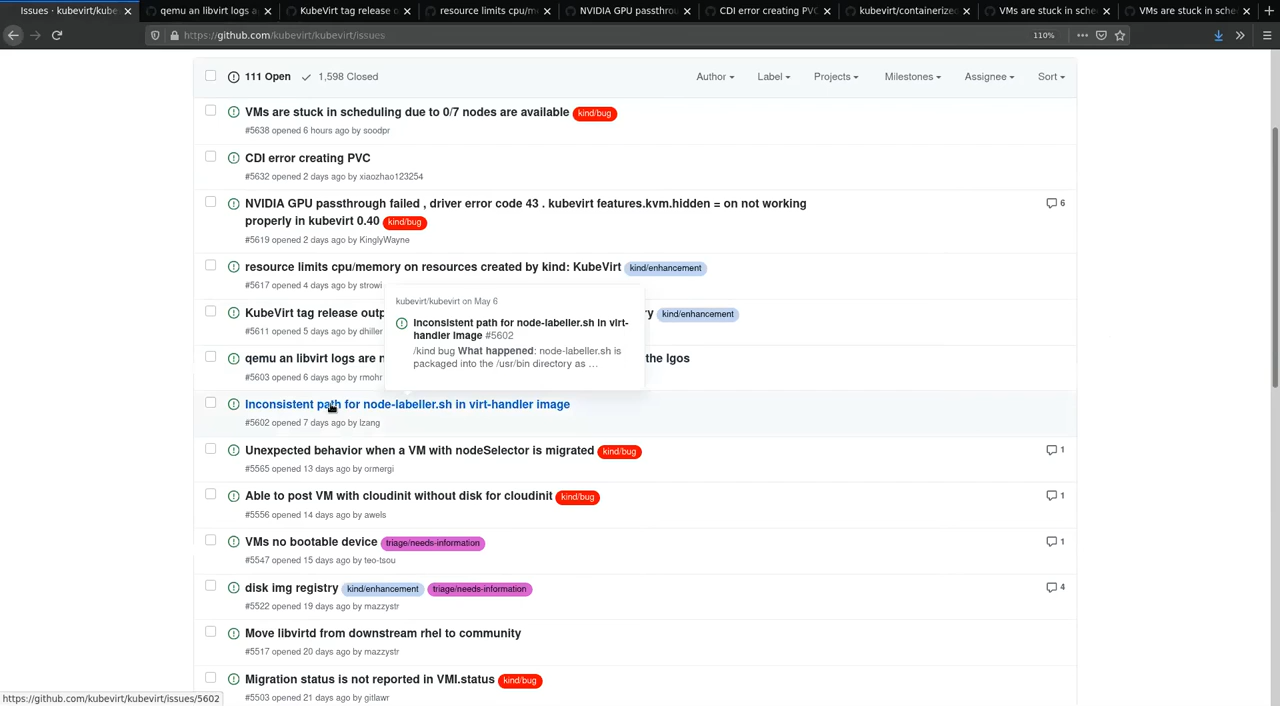 Issues · kubevirt/kube
qemu an libvirt logs a
KubeVirt tag release o
resource limits cpu/m
NVIDIA GPU passthrou
CDI error creating PVC
kubevirt/containerize
VMs are stuck in sche
VMs are stuck in sche
https://github.com/kubevirt/kubevirt/issues
110%
111 Open
1,598 Closed
Author
Label
Projects
Milestones
Assignee
Sort
VMs are stuck in scheduling due to 0/7 nodes are available kind/bug
#5638 opened 6 hours ago by soodpr
CDI error creating PVC
#5632 opened 2 days ago by xiaozhao123254
NVIDIA GPU passthrough failed , driver error code 43 . kubevirt features.kvm.hidden = on not working
properly in kubevirt 0.40 kind/bug
6
#5619 opened 2 days ago by KinglyWayne
resource limits cpu/memory on resources created by kind: KubeVirt kind/enhancement
#5617 opened 4 days ago by strowi
kubevirt/kubevirt on May 6
Inconsistent path for node-labeller.sh in virt-
handler image #5602
/kind bug What happened: node-labeller.sh is
packaged into the /usr/bin directory as …
KubeVirt tag release outp
ry kind/enhancement
#5611 opened 5 days ago by dhiller
qemu an libvirt logs are n
the lgos
#5603 opened 6 days ago by rmohr
Inconsistent path for node-labeller.sh in virt-handler image
#5602 opened 7 days ago by lzang
Unexpected behavior when a VM with nodeSelector is migrated kind/bug
1
#5565 opened 13 days ago by ormergi
Able to post VM with cloudinit without disk for cloudinit kind/bug
1
#5556 opened 14 days ago by awels
VMs no bootable device triage/needs-information
1
#5547 opened 15 days ago by teo-tsou
disk img registry kind/enhancement triage/needs-information
4
#5522 opened 19 days ago by mazzystr
Move libvirtd from downstream rhel to community
#5517 opened 20 days ago by mazzystr
Migration status is not reported in VMI.status kind/bug
#5503 opened 21 days ago by gitlawr
https://github.com/kubevirt/kubevirt/issues/5602